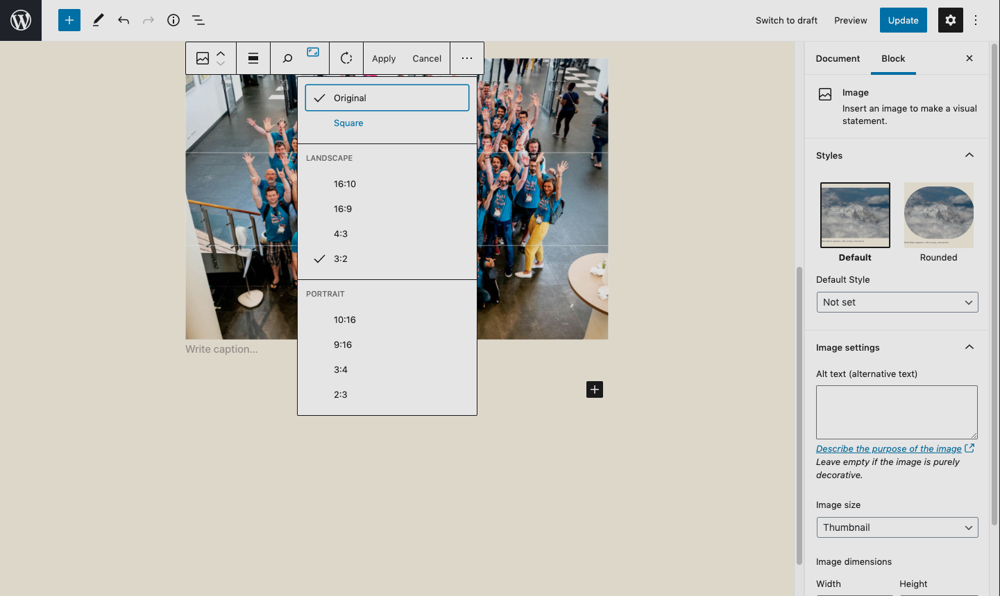 Switch to draft
Preview
Update
Apply
Cancel
Original
Square
LANDSCAPE
16:10
16:9
4:3
3:2
PORTRAIT
10:16
9:16
3:4
2:3
Write caption...
Document
Block
Image
Insert an image to make a visual
statement.
Styles
Default
Rounded
Default Style
Not set
Image settings
Alt text (alternative text)
Describe the purpose of the image
Leave empty if the image is purely
decorative.
Image size
Thumbnail
Image dimensions
Width
Height